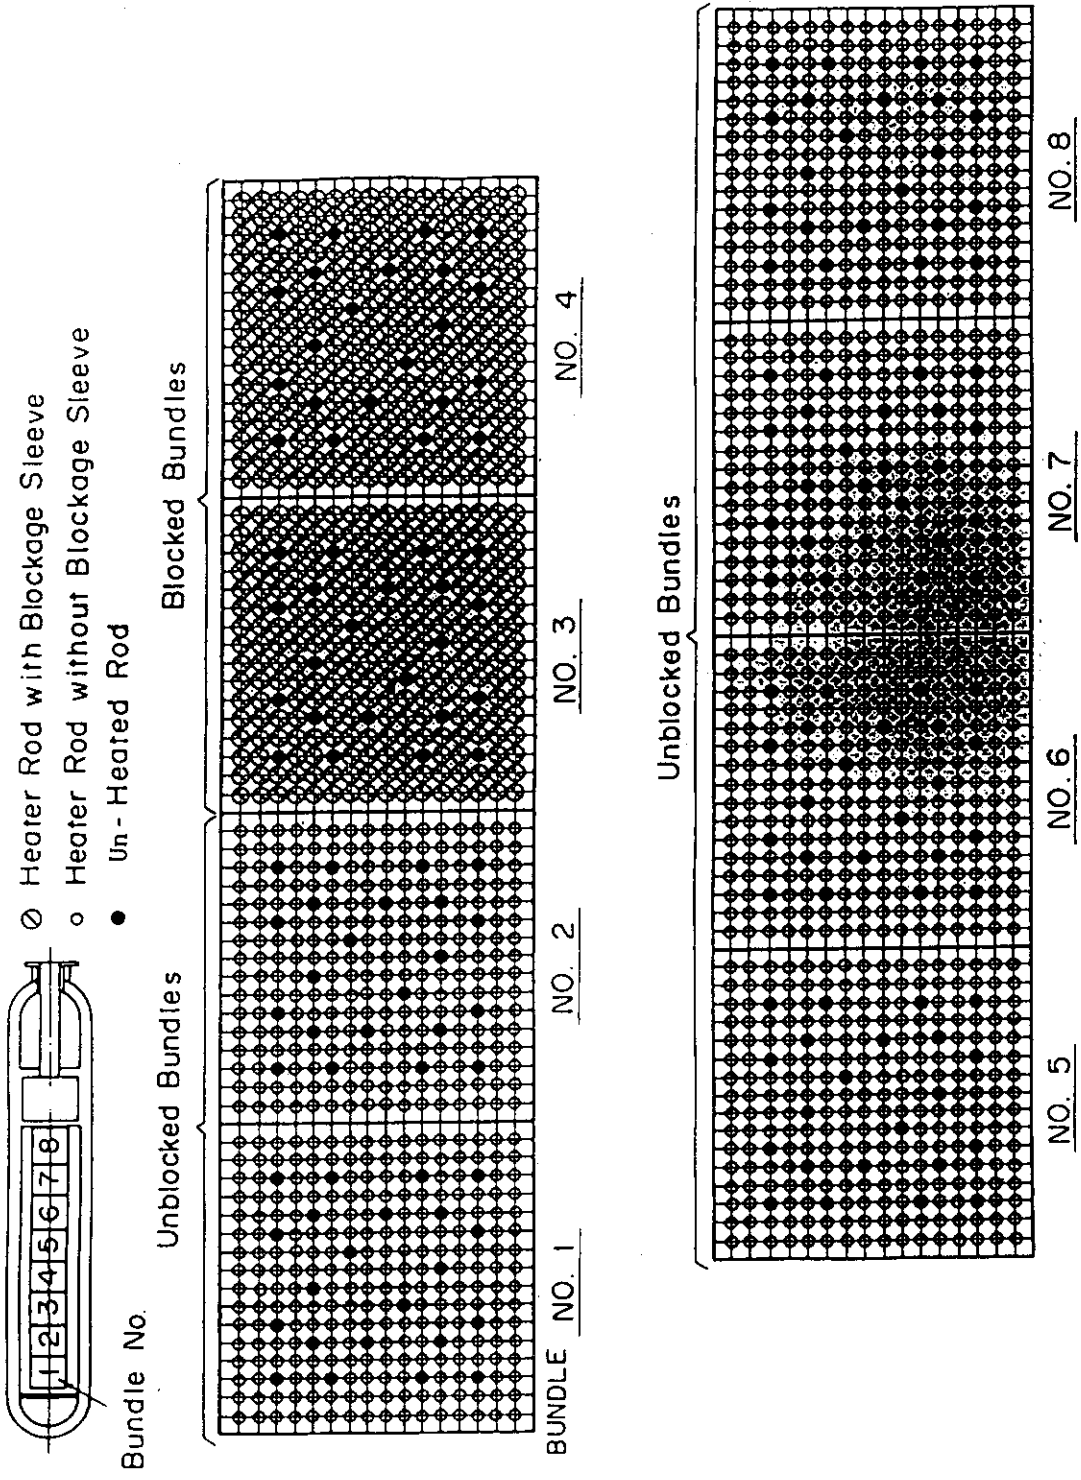 1 2 3 4 5 6 7 8
Bundle No.
Heater Rod with Blockage Sleeve
Heater Rod without Blockage Sleeve
Un-Heated Rod
Unblocked Bundles
Blocked Bundles
BUNDLE NO. 1
NO. 2
NO. 3
NO. 4
Unblocked Bundles
NO. 5
NO. 6
NO. 7
NO. 8